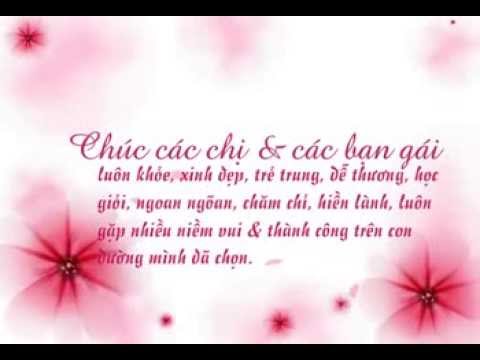 Chúc các chị & các bạn gái
luôn khỏe, xinh đẹp, trẻ trung, dễ thương, học
giỏi, ngoan ngõan, chăm chỉ, hiền lành, luôn
gặp nhiều niềm vui & thành công trên con
đường mình đã chọn.